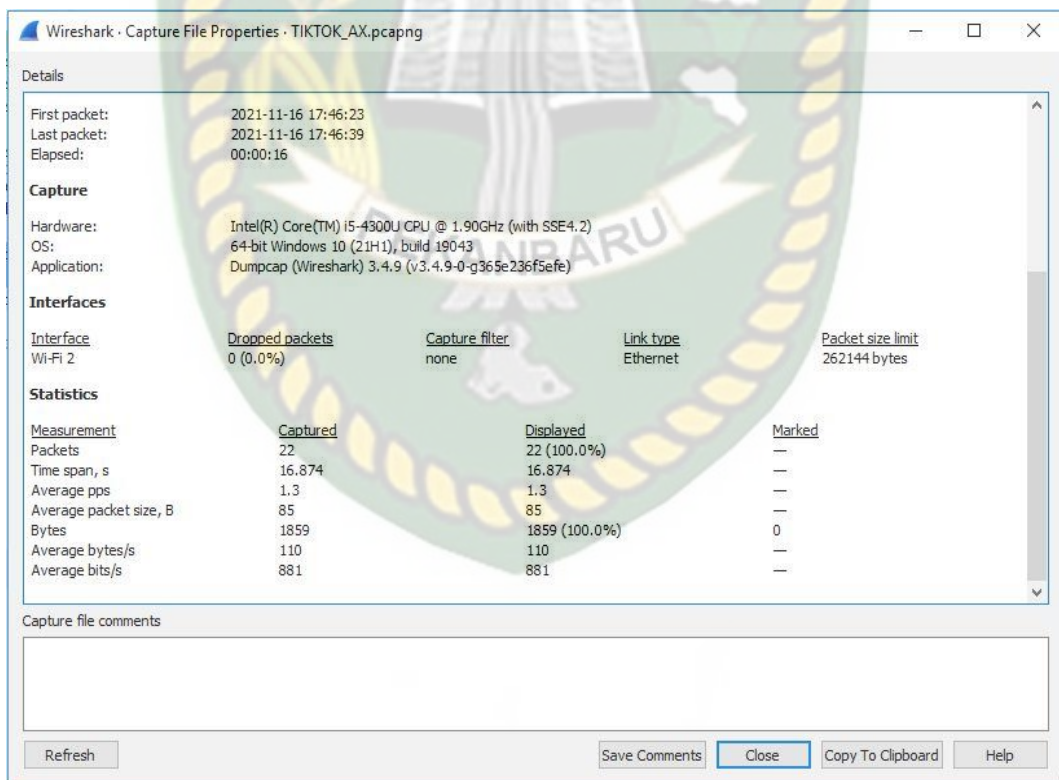 Wireshark · Capture File Properties · TIKTOK_AX.pcapng
Details
First packet: 2021-11-16 17:46:23
Last packet: 2021-11-16 17:46:39
Elapsed: 00:00:16
Capture
Hardware: Intel(R) Core(TM) i5-4300U CPU @ 1.90GHz (with SSE4.2)
OS: 64-bit Windows 10 (21H1), build 19043
Application: Dumpcap (Wireshark) 3.4.9 (v3.4.9-0-g365e236f5efe)
PEKANBARU
Interfaces
Interface Dropped packets Capture filter Link type Packet size limit
Wi-Fi 2 0 (0.0%) none Ethernet 262144 bytes
Statistics
Measurement Captured Displayed Marked
Packets 22 22 (100.0%) —
Time span, s 16.874 16.874 —
Average pps 1.3 1.3 —
Average packet size, B 85 85 —
Bytes 1859 1859 (100.0%) 0
Average bytes/s 110 110 —
Average bits/s 881 881 —
Capture file comments
Refresh Save Comments Close Copy To Clipboard Help